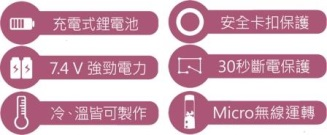 充電式鋰電池
安全卡扣保護
7.4 V 強勁電力
30秒斷電保護
冷、溫皆可製作
Micro無線運轉